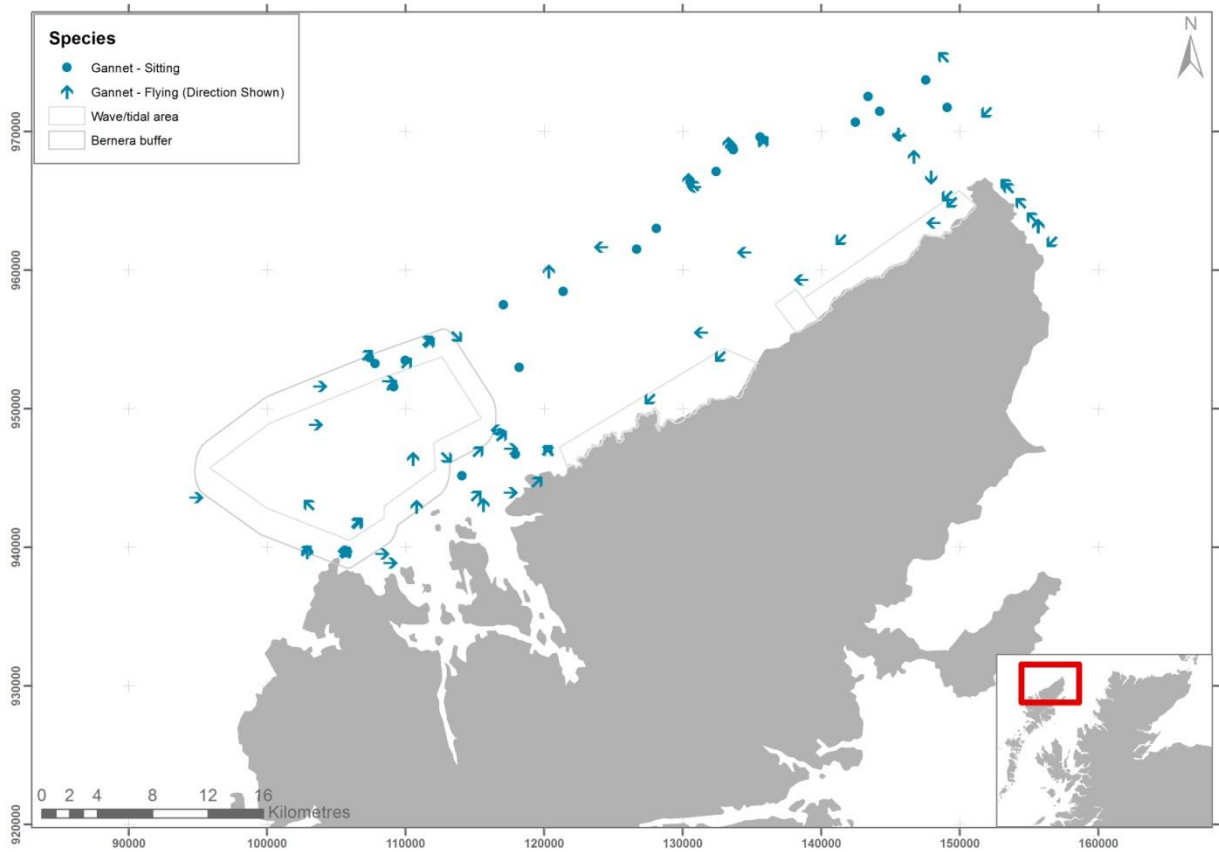 Species
Gannet - Sitting
Gannet - Flying (Direction Shown)
Wave/tidal area
Bernera buffer
N
970000
960000
950000
940000
930000
920000
0 2 4 8 12 16
Kilometres
90000 100000 110000 120000 130000 140000 150000 160000